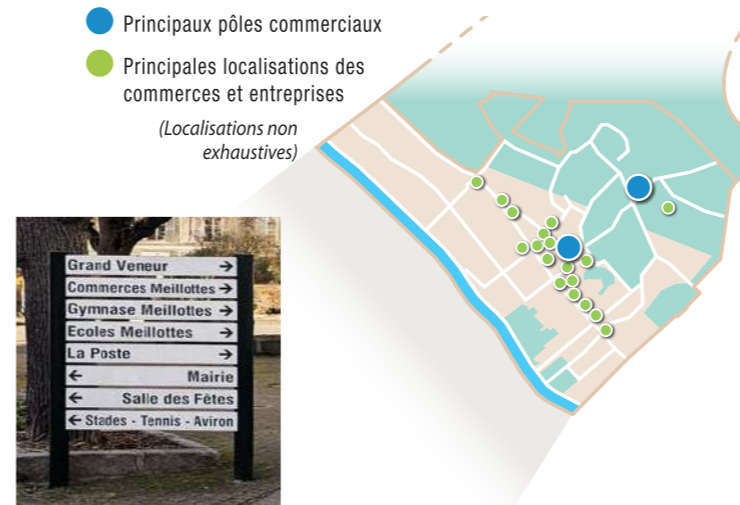 Principaux pôles commerciaux
Principales localisations des
commerces et entreprises
(Localisations non
exhaustives)
Grand Veneur →
Commerces Meillottes →
Gymnase Meillottes →
Ecoles Meillottes →
La Poste →
← Mairie
← Salle des Fêtes
← Stades - Tennis - Aviron